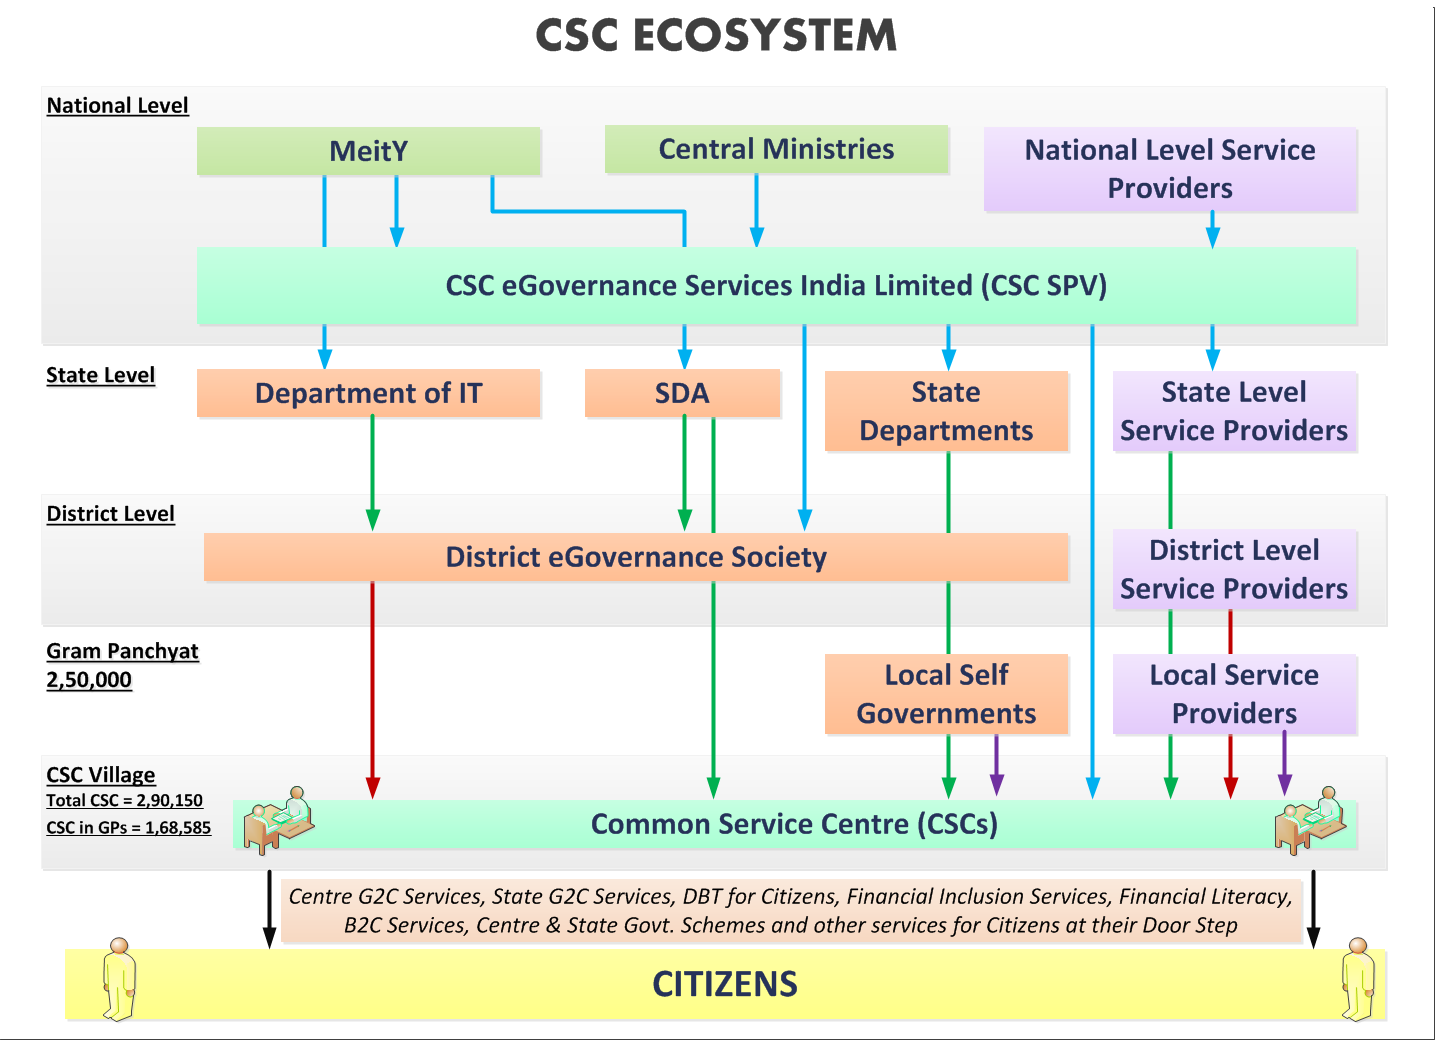 CSC ECOSYSTEM
National Level
MeitY
Central Ministries
National Level Service
Providers
CSC eGovernance Services India Limited (CSC SPV)
State Level
Department of IT
SDA
State
Departments
State Level
Service Providers
District Level
District eGovernance Society
District Level
Service Providers
Gram Panchyat
2,50,000
Local Self
Governments
Local Service
Providers
CSC Village
Total CSC = 2,90,150
CSC in GPs = 1,68,585
Common Service Centre (CSCs)
Centre G2C Services, State G2C Services, DBT for Citizens, Financial Inclusion Services, Financial Literacy,
B2C Services, Centre & State Govt. Schemes and other services for Citizens at their Door Step
CITIZENS